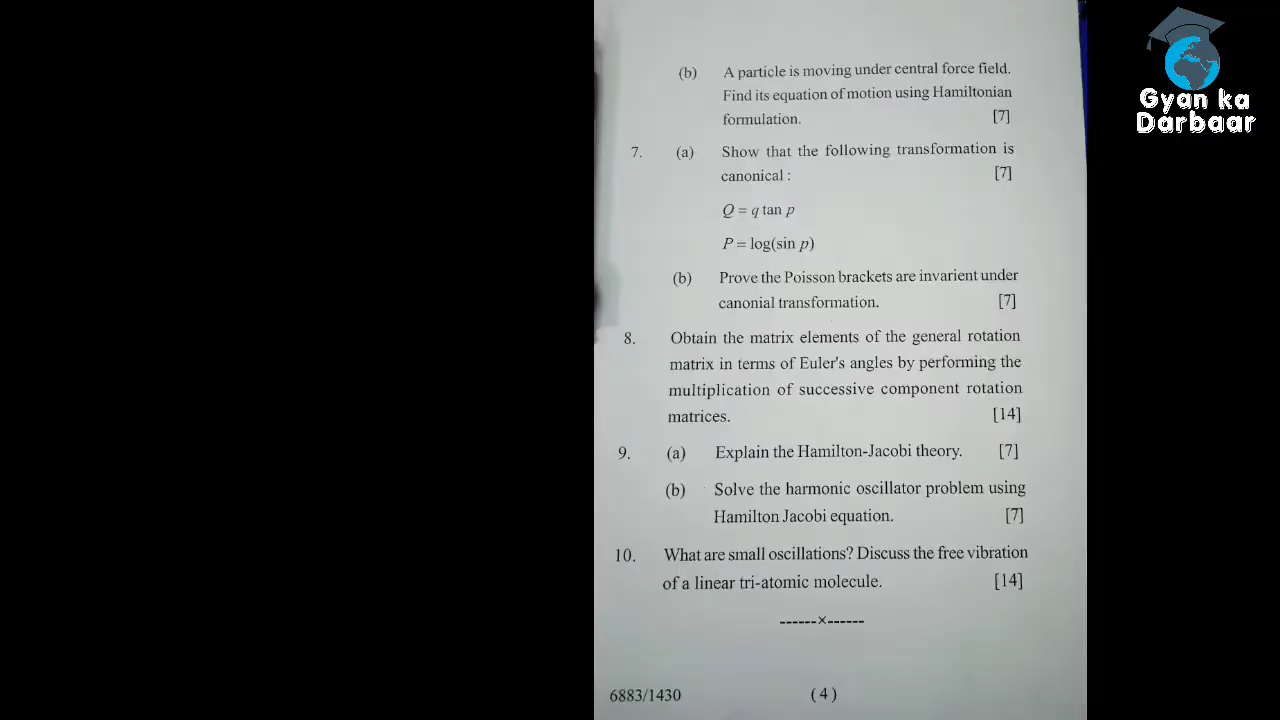 Gyan ka
Darbaar
(b) A particle is moving under central force field.
Find its equation of motion using Hamiltonian
formulation. [7]
7. (a) Show that the following transformation is
canonical : [7]
Q = q tan p
P = log(sin p)
(b) Prove the Poisson brackets are invarient under
canonial transformation. [7]
8. Obtain the matrix elements of the general rotation
matrix in terms of Euler's angles by performing the
multiplication of successive component rotation
matrices. [14]
9. (a) Explain the Hamilton-Jacobi theory. [7]
(b) Solve the harmonic oscillator problem using
Hamilton Jacobi equation. [7]
10. What are small oscillations? Discuss the free vibration
of a linear tri-atomic molecule. [14]
------×------
6883/1430 ( 4 )